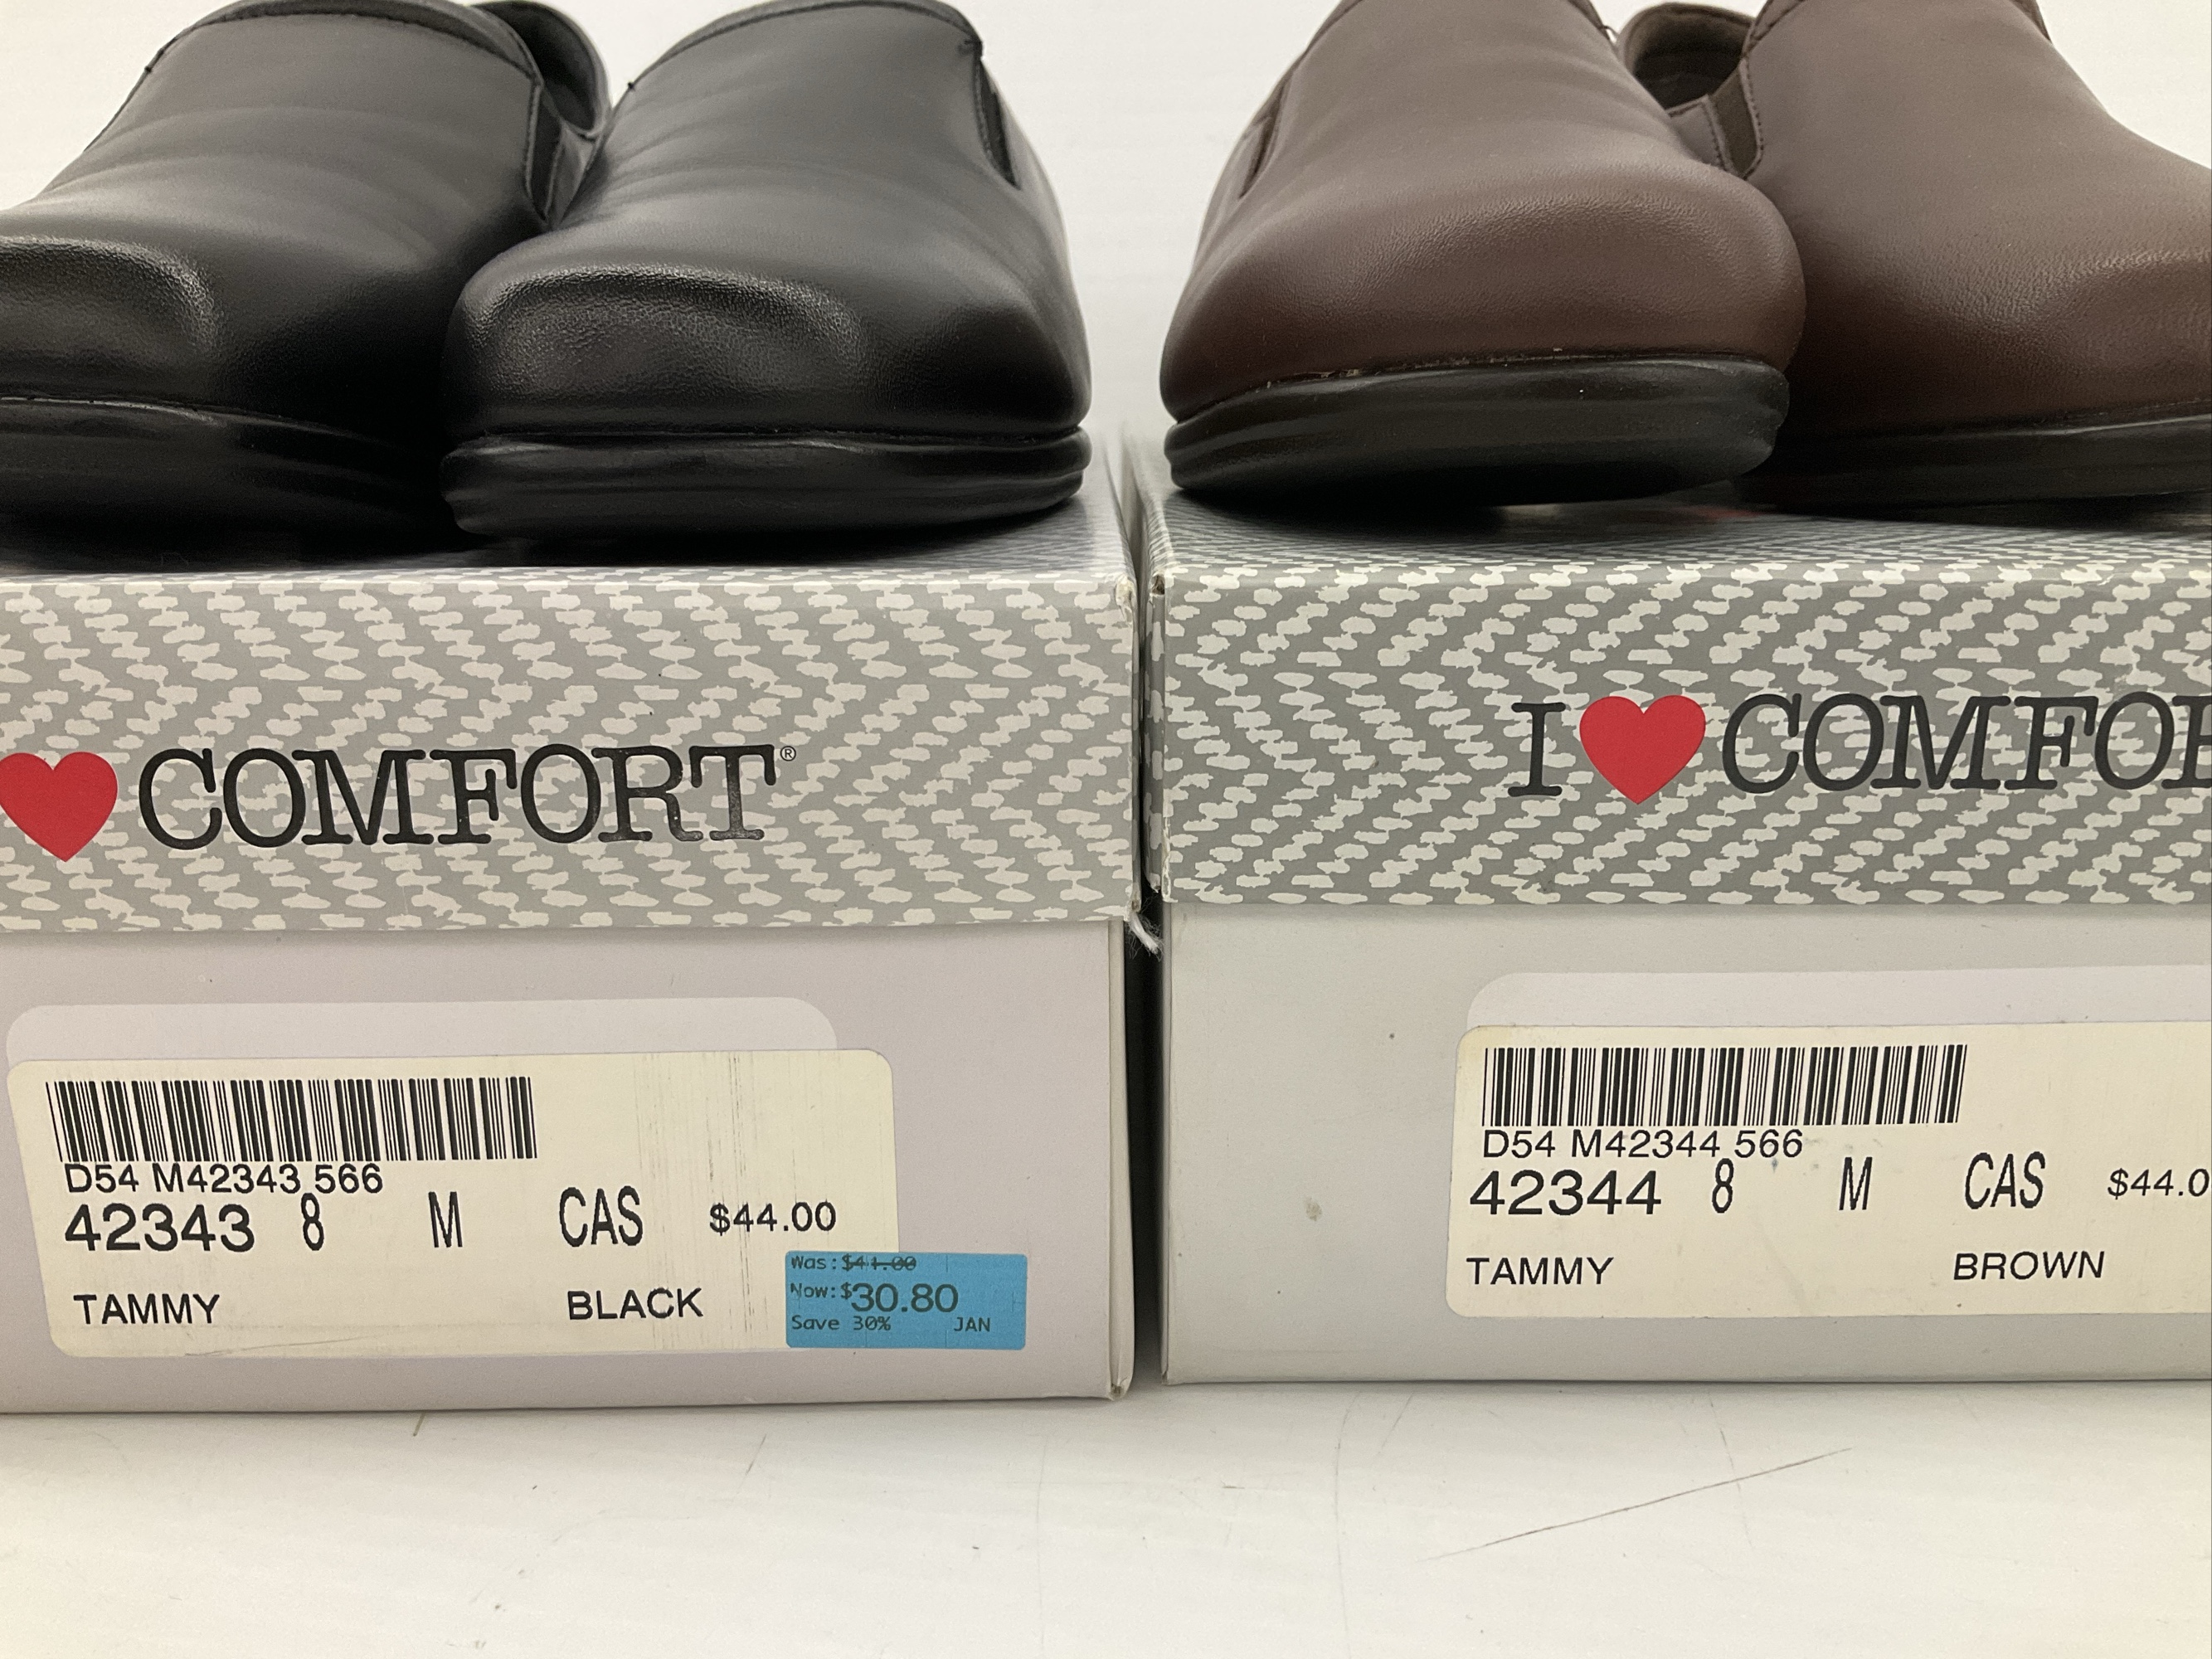 COMFORT®
D54 M42343 566
42343 8 M CAS $44.00
TAMMY BLACK
Was: $44.00
Now: $30.80
Save 30% JAN
I COMFOR
D54 M42344 566
42344 8 M CAS $44.0
TAMMY BROWN